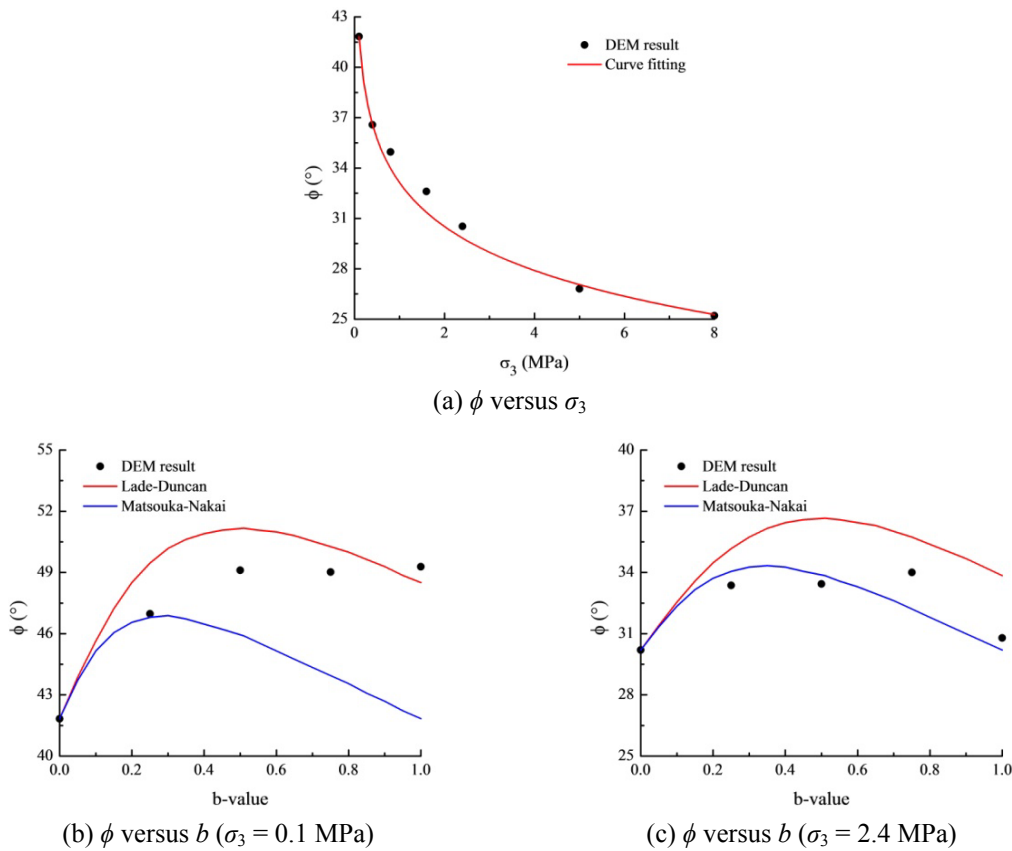 43
40
37
34
31
28
25
ϕ (°)
DEM result
Curve fitting
0 2 4 6 8
σ3 (MPa)
(a) ϕ versus σ3
55
52
49
46
43
40
ϕ (°)
DEM result
Lade-Duncan
Matsouka-Nakai
0.0 0.2 0.4 0.6 0.8 1.0
b-value
(b) ϕ versus b (σ3 = 0.1 MPa)
40
37
34
31
28
25
ϕ (°)
DEM result
Lade-Duncan
Matsouka-Nakai
0.0 0.2 0.4 0.6 0.8 1.0
b-value
(c) ϕ versus b (σ3 = 2.4 MPa)